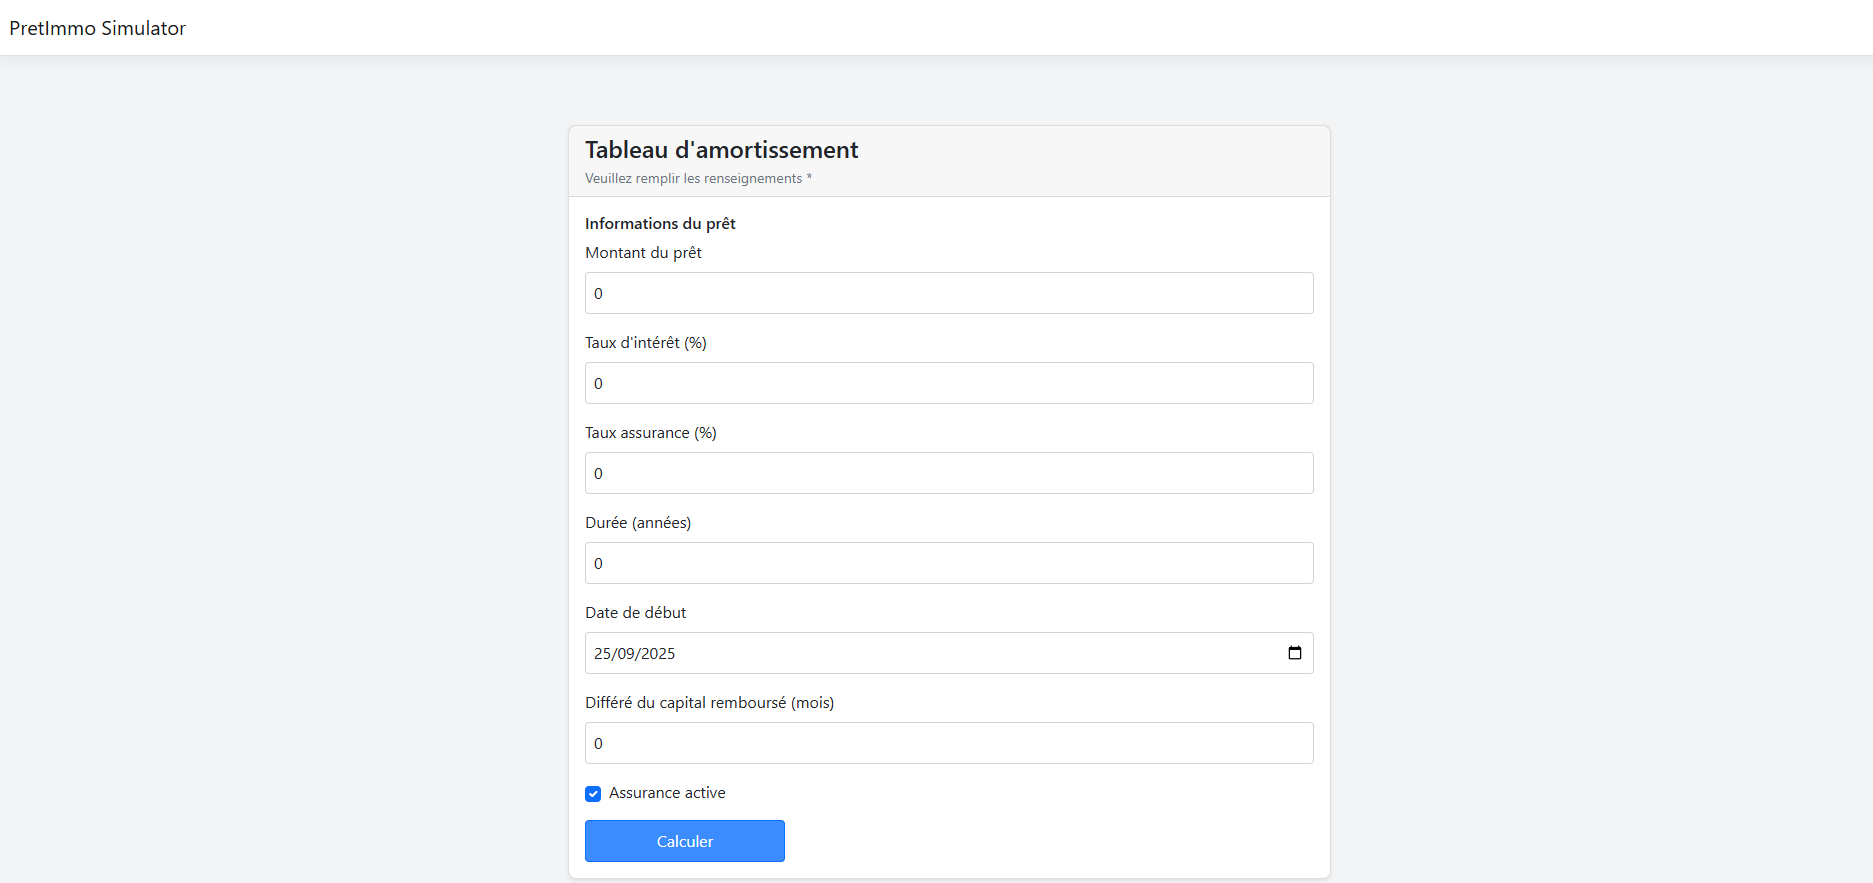 PretImmo Simulator
Tableau d'amortissement
Veuillez remplir les renseignements *
Informations du prêt
Montant du prêt
0
Taux d'intérêt (%)
0
Taux assurance (%)
0
Durée (années)
0
Date de début
25/09/2025
Différé du capital remboursé (mois)
0
Assurance active
Calculer